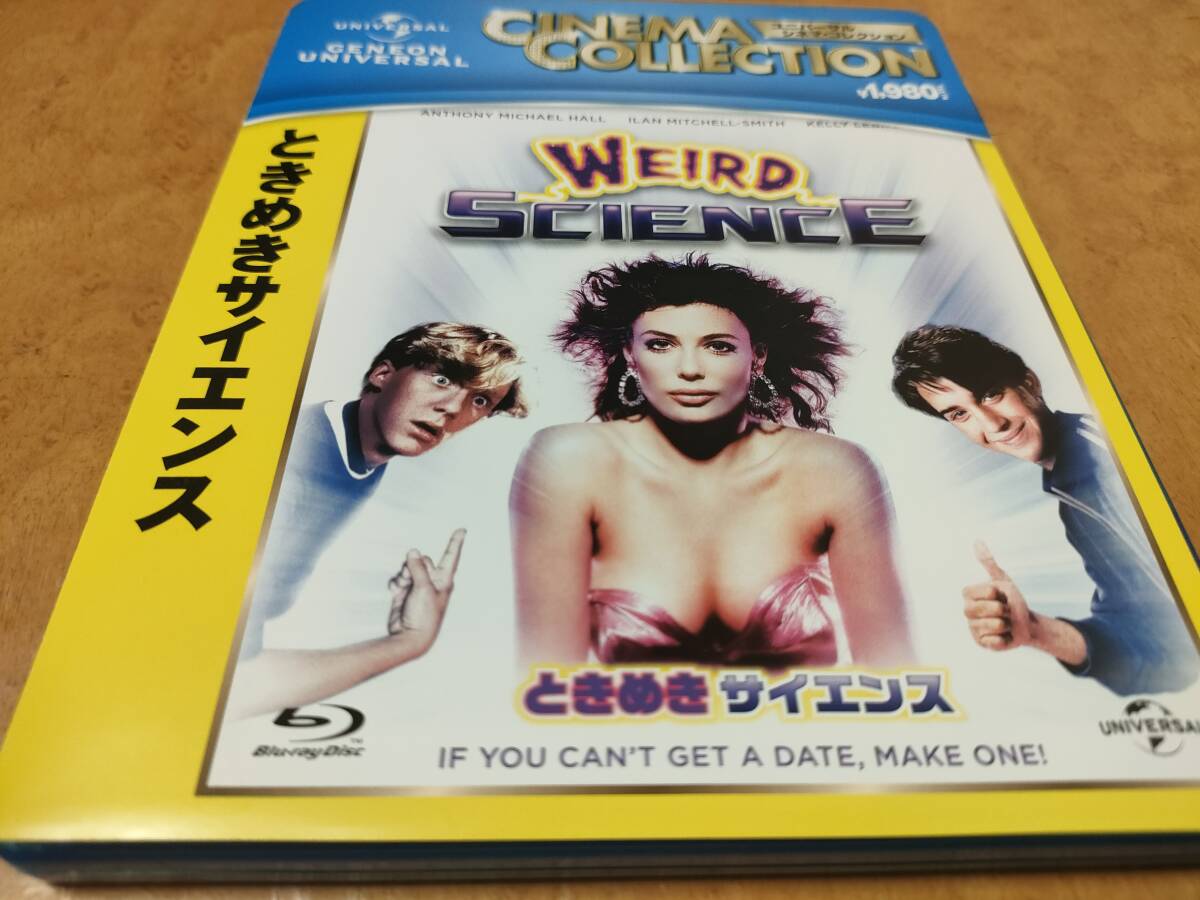 UNIVERSAL
GENEON
UNIVERSAL
CINEMA
COLLECTION
ユニバーサル
シネマ・コレクション
¥1,980
ときめきサイエンス
ANTHONY MICHAEL HALL ILAN MITCHELL-SMITH KELLY
WEIRD
SCIENCE
ときめきサイエンス
Blu-ray Disc
TM
UNIVERSAL
IF YOU CAN'T GET A DATE, MAKE ONE!